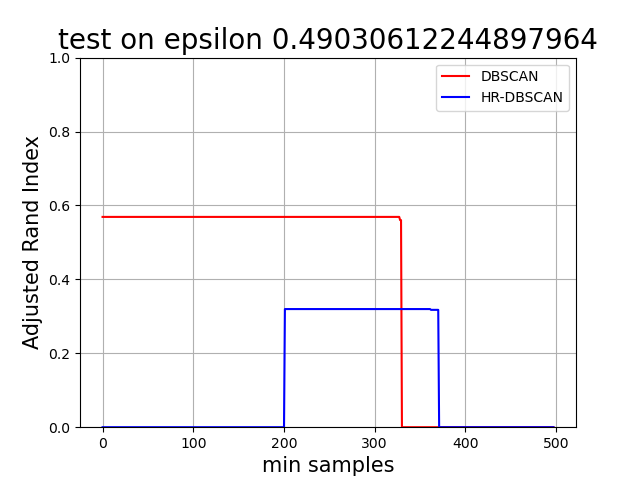 test on epsilon 0.49030612244897964
DBSCAN
HR-DBSCAN
Adjusted Rand Index
1.0
0.8
0.6
0.4
0.2
0.0
0 100 200 300 400 500
min samples